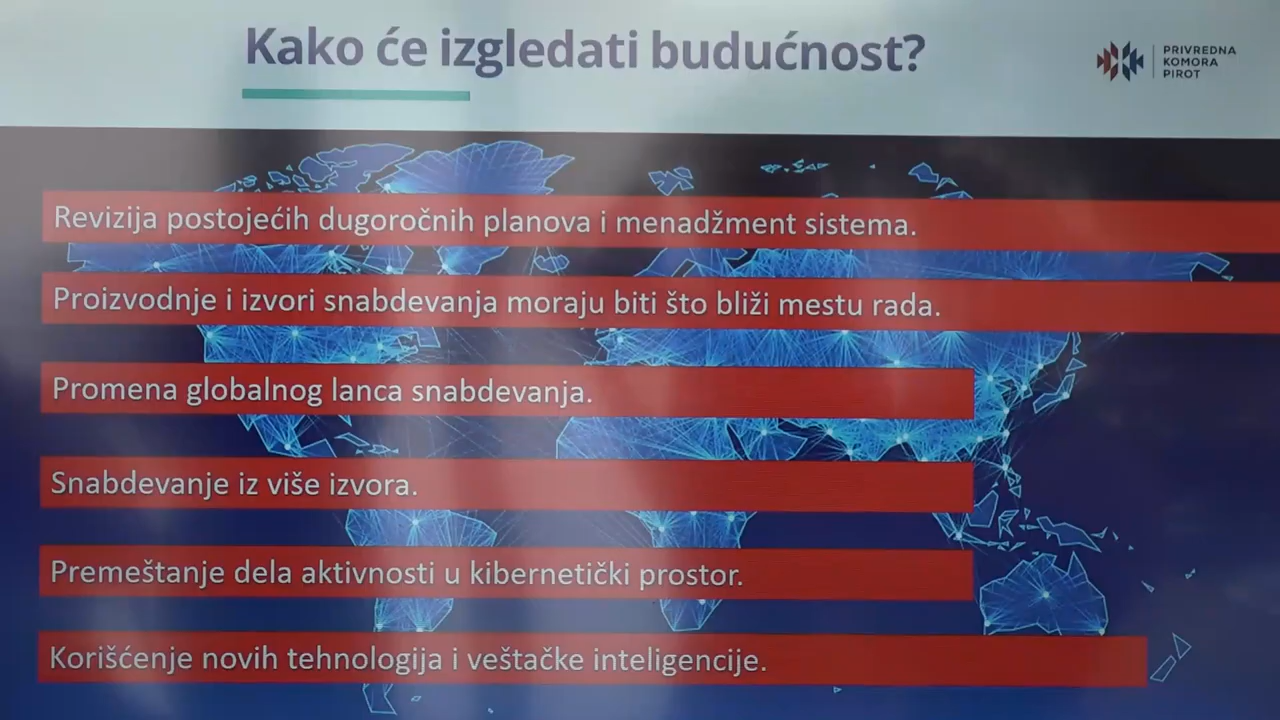 Kako će izgledati budućnost?
PRIVREDNA
KOMORA
PIROT
Revizija postojećih dugoročnih planova i menadžment sistema.
Proizvodnje i izvori snabdevanja moraju biti što bliži mestu rada.
Promena globalnog lanca snabdevanja.
Snabdevanje iz više izvora.
Premeštanje dela aktivnosti u kibernetički prostor.
Korišćenje novih tehnologija i veštačke inteligencije.